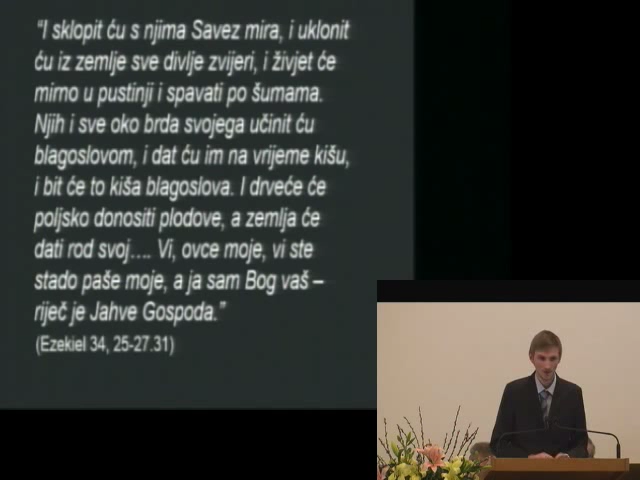 “I sklopit ću s njima Savez mira, i uklonit
ću iz zemlje sve divlje zvijeri, i živjet će
mirno u pustinji i spavati po šumama.
Njih i sve oko brda svojega učinit ću
blagoslovom, i dat ću im na vrijeme kišu,
i bit će to kiša blagoslova. I drveće će
poljsko donositi plodove, a zemlja će
dati rod svoj…. Vi, ovce moje, vi ste
stado paše moje, a ja sam Bog vaš –
riječ je Jahve Gospoda.”
(Ezekiel 34, 25-27.31)